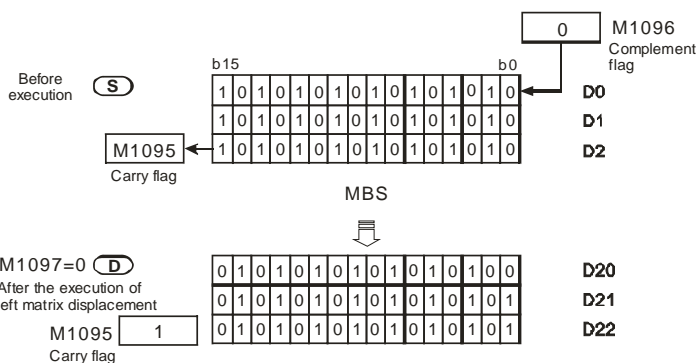 0 M1096
Complement
flag
b15 b0
Before
execution
S
1 0 1 0 1 0 1 0 1 0 1 0 1 0 1 0 D0
1 0 1 0 1 0 1 0 1 0 1 0 1 0 1 0 D1
M1095 1 0 1 0 1 0 1 0 1 0 1 0 1 0 1 0 D2
Carry flag
MBS
M1097=0 D
After the execution of
eft matrix displacement
0 1 0 1 0 1 0 1 0 1 0 1 0 1 0 0 D20
0 1 0 1 0 1 0 1 0 1 0 1 0 1 0 1 D21
0 1 0 1 0 1 0 1 0 1 0 1 0 1 0 1 D22
M1095 1
Carry flag